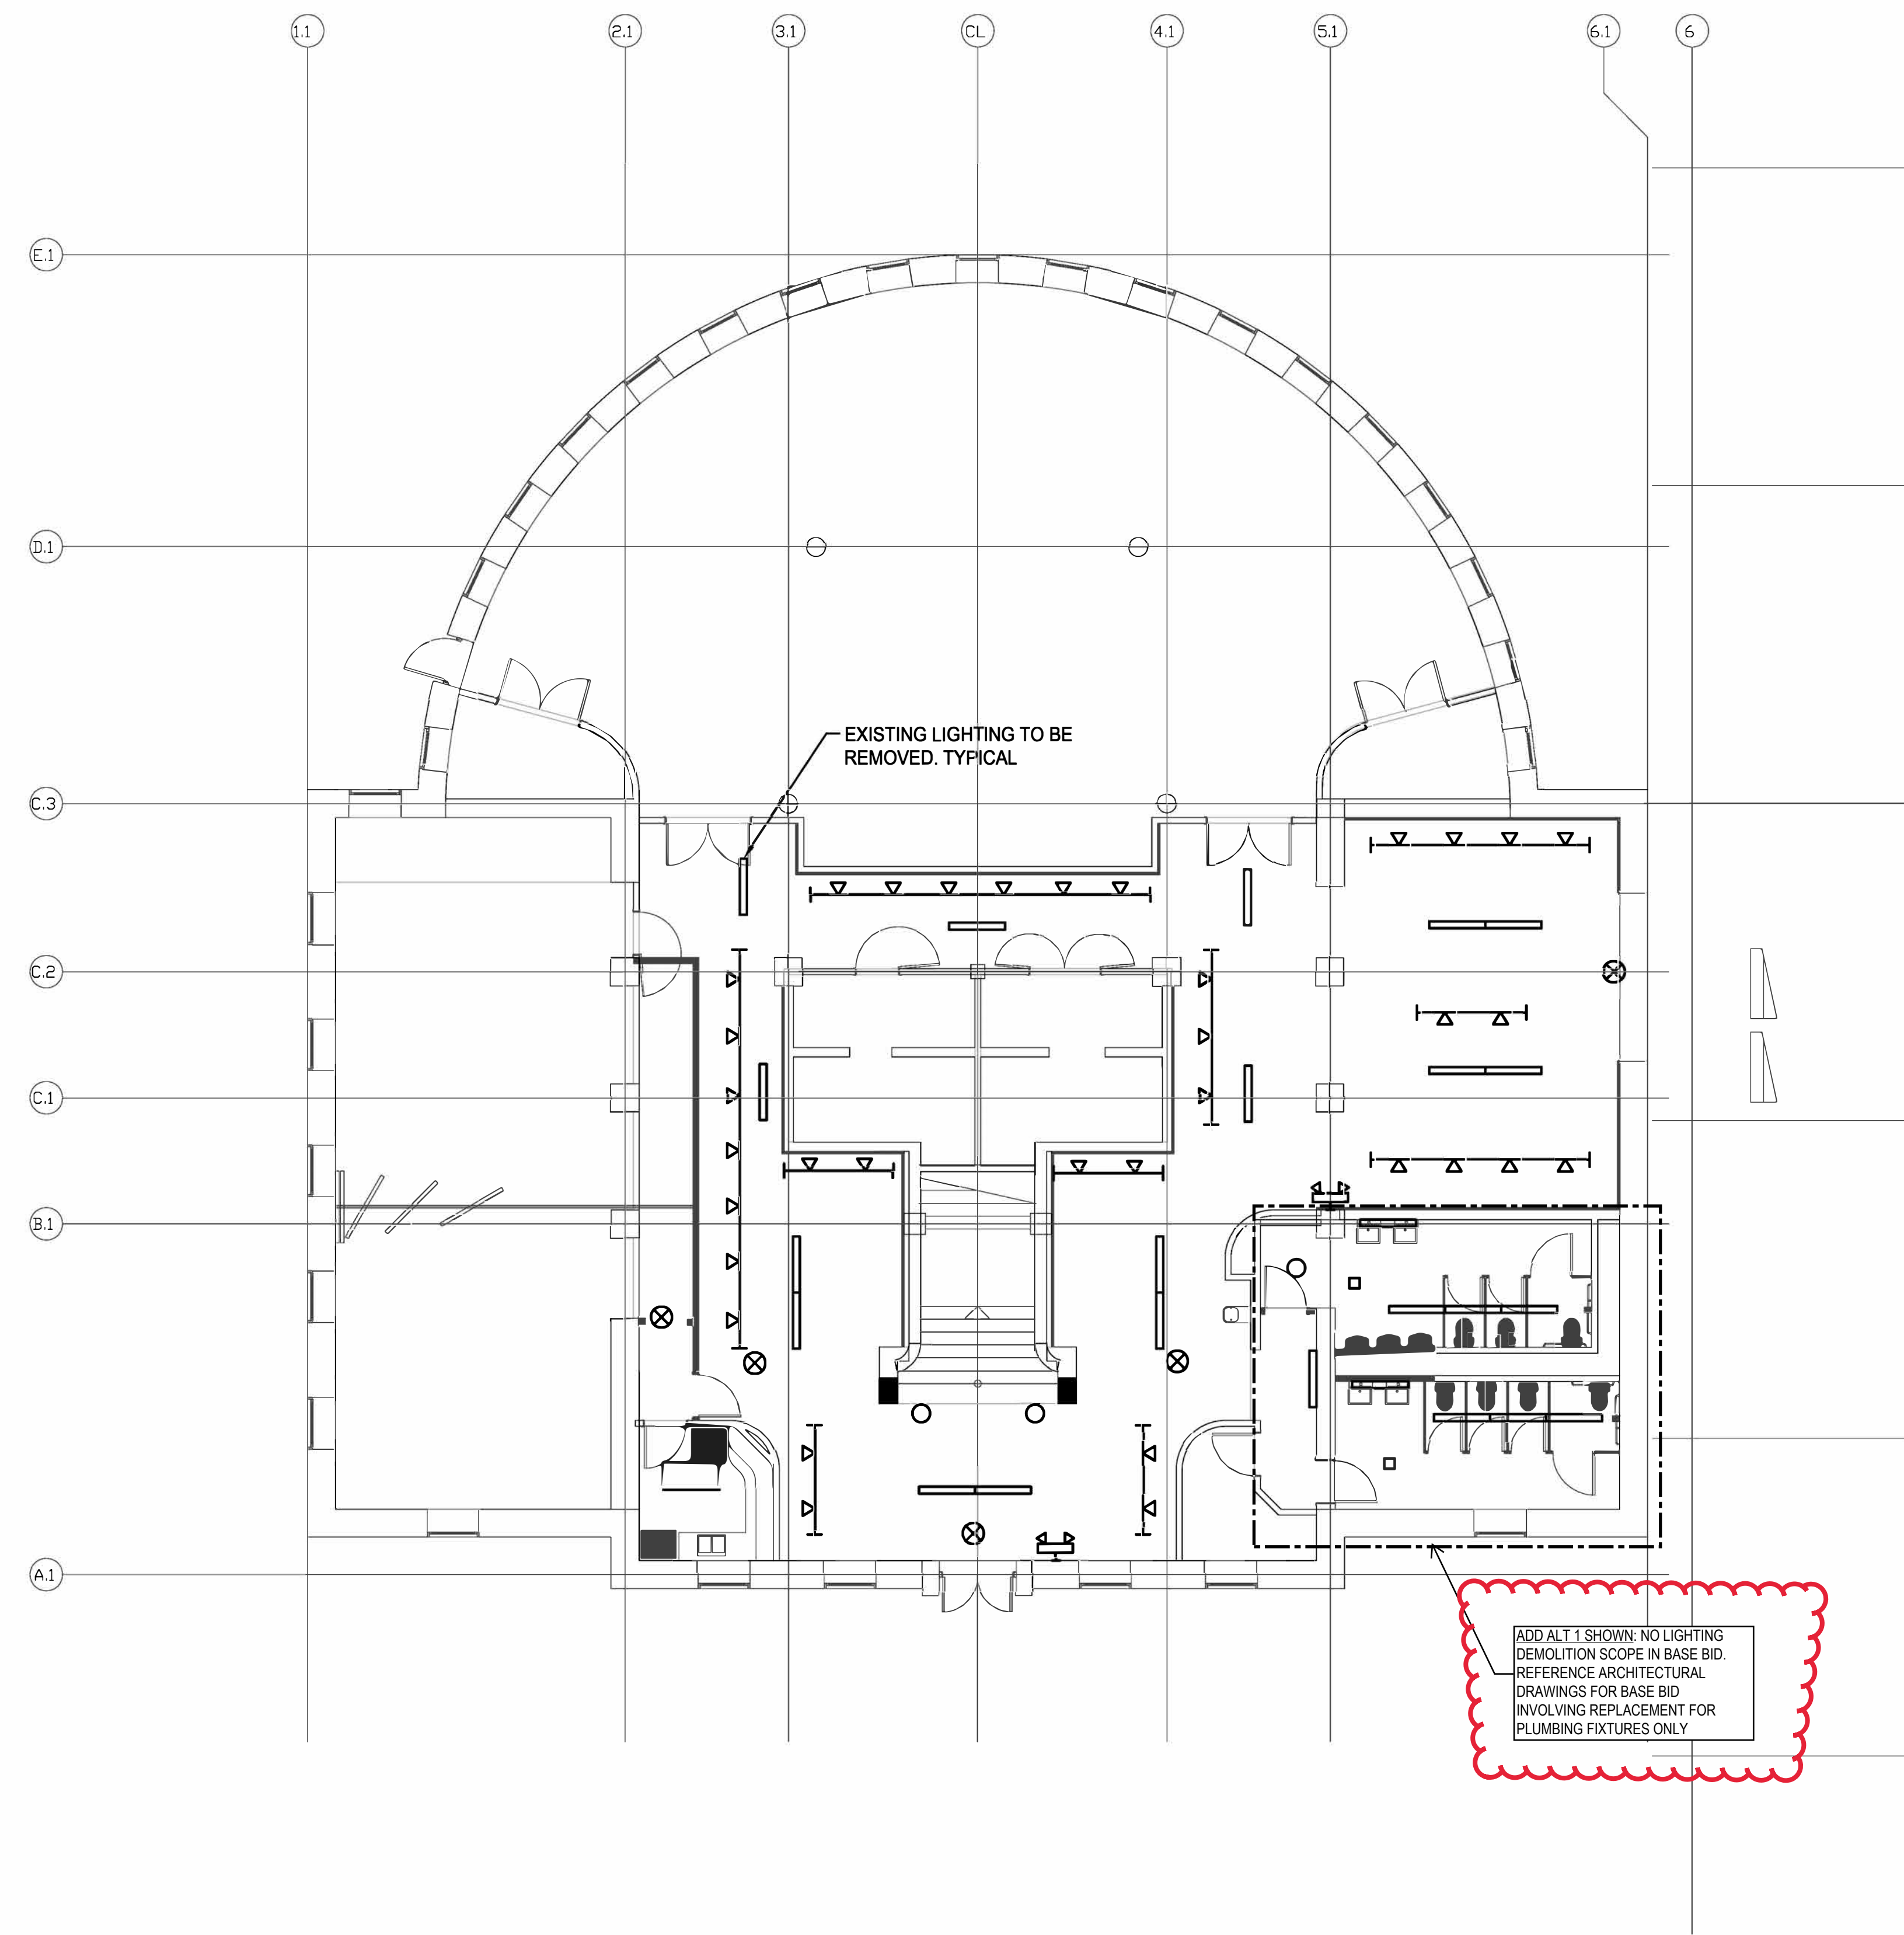 1.1
2.1
3.1
CL
4.1
5.1
6.1
6
E.1
D.1
EXISTING LIGHTING TO BE
REMOVED. TYPICAL
C.3
C.2
C.1
B.1
A.1
ADD ALT 1 SHOWN: NO LIGHTING
DEMOLITION SCOPE IN BASE BID.
REFERENCE ARCHITECTURAL
DRAWINGS FOR BASE BID
INVOLVING REPLACEMENT FOR
PLUMBING FIXTURES ONLY